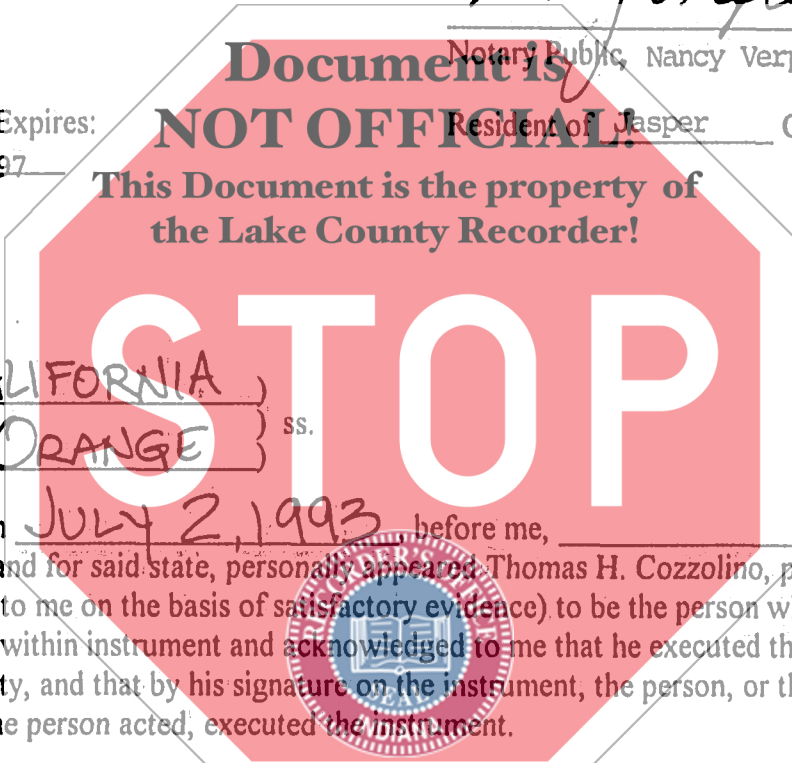 Document is
Notary Public, Nancy
NOT OFFICIAL!
Expires:
Resident of Jasper
97
This Document is the property of
the Lake County Recorder!
STOP
LIFORNIA )
ORANGE ) ss.
JULY 2, 1993, before me,
and for said state, personally appeared Thomas H. Cozzolino,
to me on the basis of satisfactory evidence) to be the person
within instrument and acknowledged to me that he executed
ty, and that by his signature on the instrument, the person, or
person acted, executed the instrument.
RECORDER'S OFFICE
SEAL
INDIANA